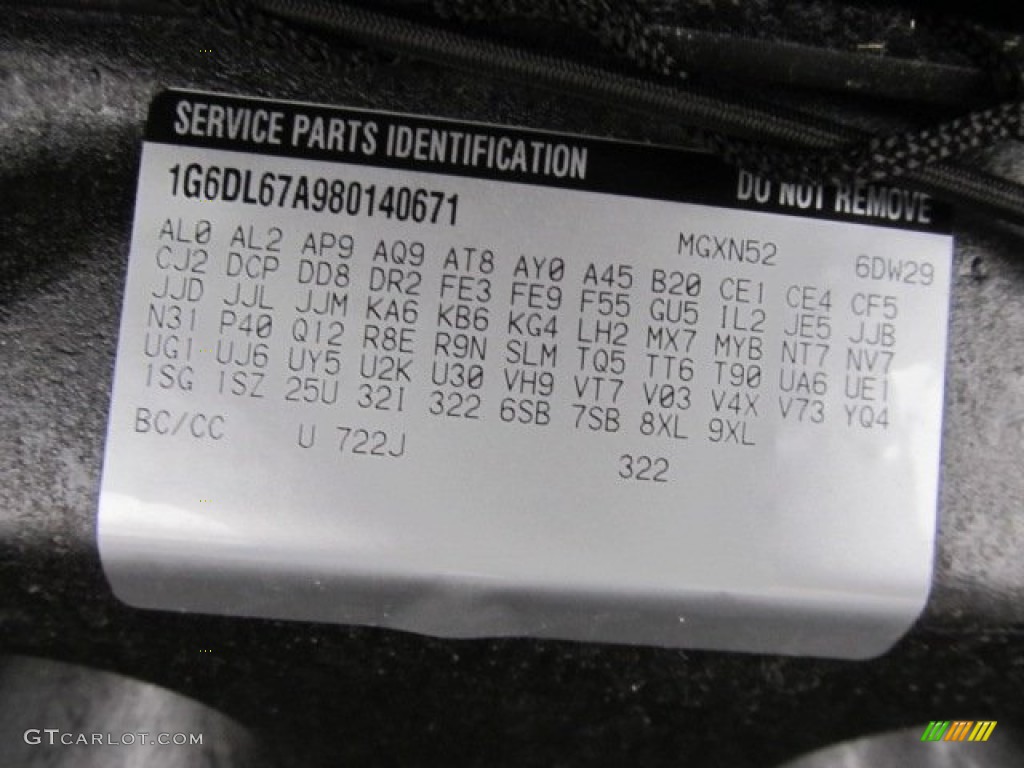 SERVICE PARTS IDENTIFICATION DO NOT REMOVE
1G6DL67A980140671 MGXN52 6DW29
AL0 AL2 AP9 AQ9 AT8 AY0 A45 B20 CE1 CE4 CF5
CJ2 DCP DD8 DR2 FE3 FE9 F55 GU5 IL2 JE5 JJB
JJD JJL JJM KA6 KB6 KG4 LH2 MX7 MYB NT7 NV7
N31 P40 Q12 R8E R9N SLM TQ5 TT6 T90 UA6 UE1
UG1 UJ6 UY5 U2K U30 VH9 VT7 V03 V4X V73 YQ4
1SG 1SZ 25U 321 322 6SB 7SB 8XL 9XL
BC/CC U 722J 322
GTCARLOT.COM